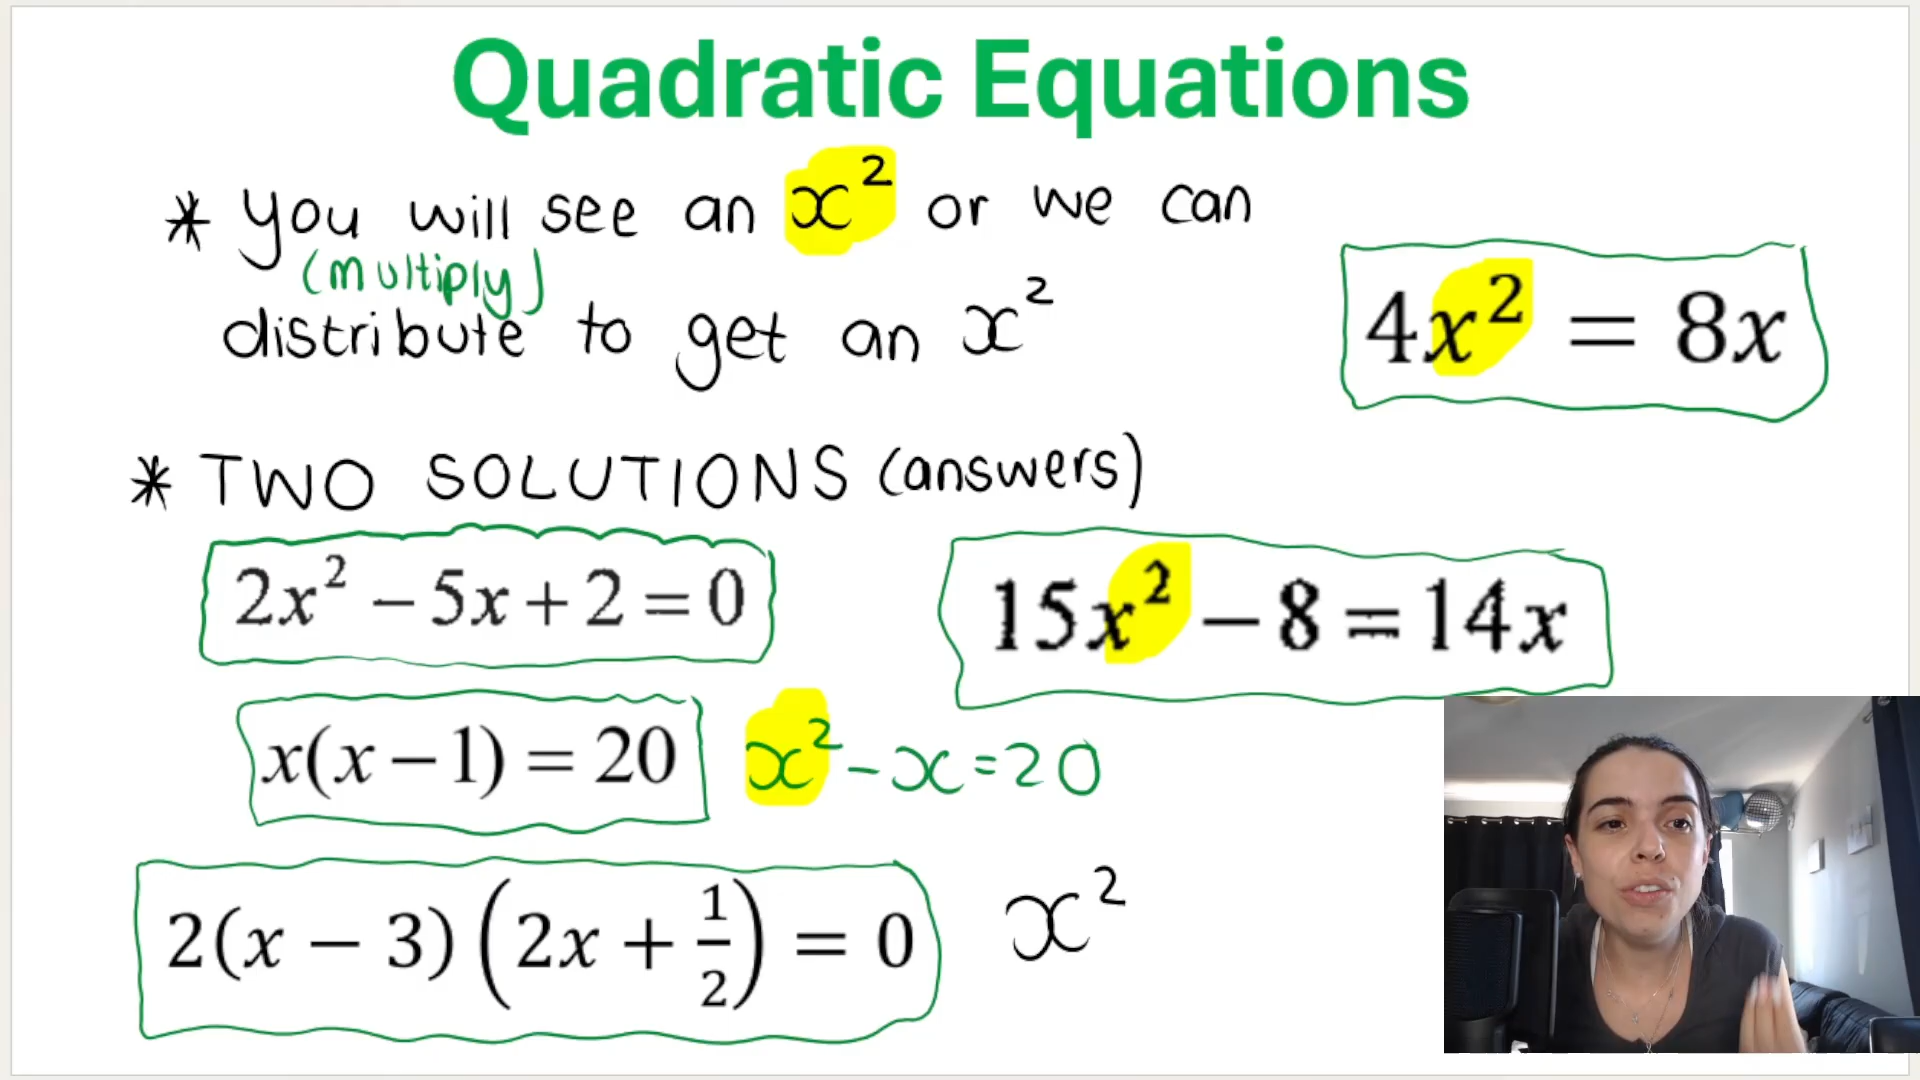 Quadratic Equations
* you will see an x² or we can
(multiply)
distribute to get an x²
4x² = 8x
* TWO SOLUTIONS (answers)
2x² − 5x + 2 = 0
15x² − 8 = 14x
x(x − 1) = 20
x² - x = 20
2(x − 3)(2x + 1/2) = 0
x²